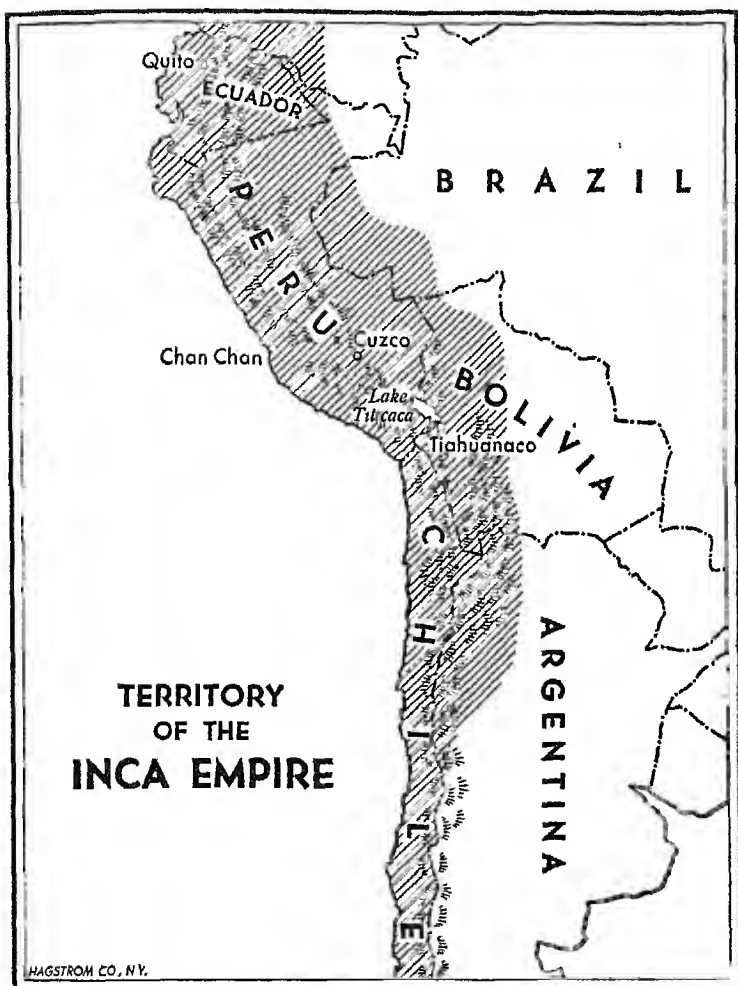 Quito
ECUADOR
BRAZIL
PERU
Cuzco
Chan Chan
BOLIVIA
Lake
Titicaca
Tiahuanaco
CHILE
ARGENTINA
TERRITORY
OF THE
INCA EMPIRE
HAGSTROM CO., N.Y.